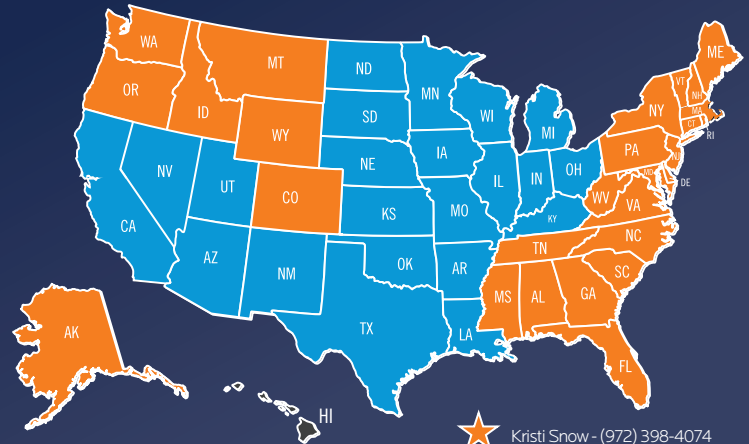 WA
MT
ND
MN
ME
OR
ID
SD
WI
MI
VT
NH
NY
MA
CT
RI
WY
IA
PA
NJ
NV
NE
IL
IN
OH
MD
DE
UT
CO
WV
VA
CA
KS
MO
KY
AZ
NM
OK
AR
TN
NC
SC
MS
AL
GA
TX
LA
FL
AK
HI
Kristi Snow - (972) 398-4074